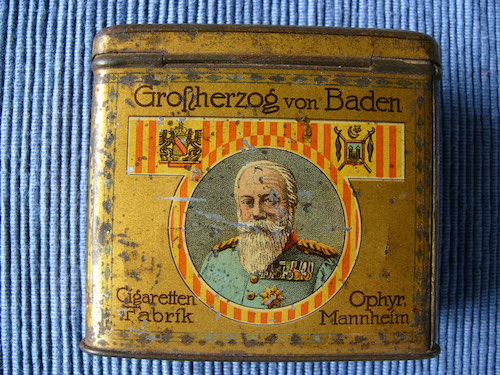 Großherzog von Baden
Cigaretten
Fabrik
Ophyr,
Mannheim